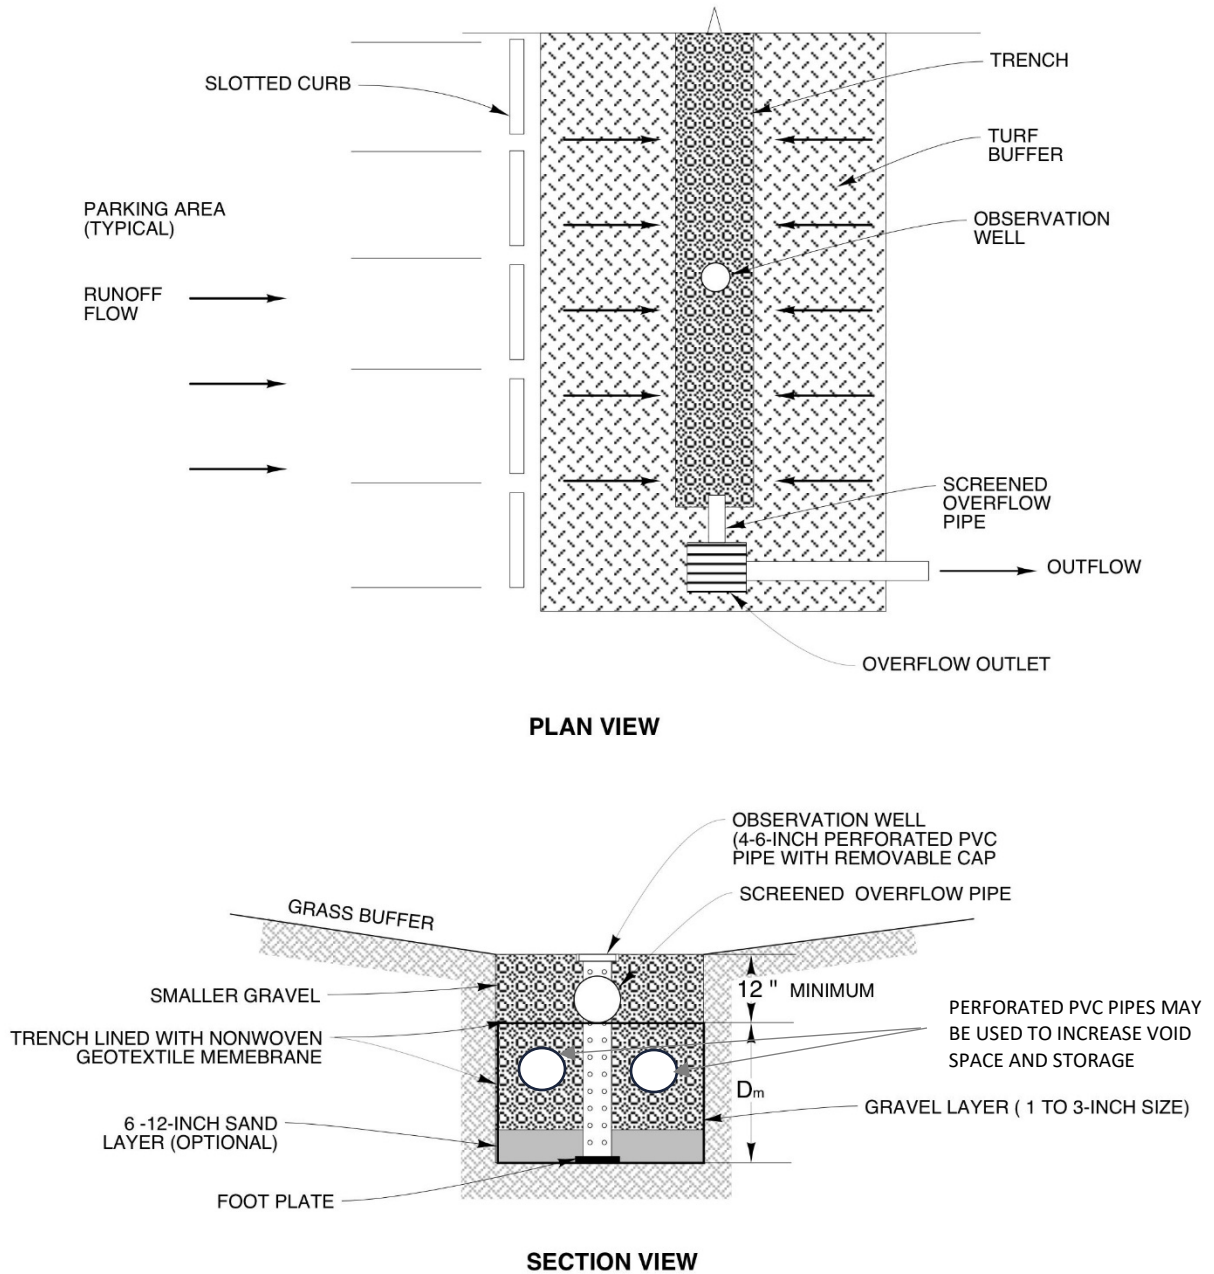 TRENCH
SLOTTED CURB
TURF
BUFFER
PARKING AREA
(TYPICAL)
OBSERVATION
WELL
RUNOFF
FLOW
SCREENED
OVERFLOW
PIPE
OUTFLOW
OVERFLOW OUTLET
PLAN VIEW
OBSERVATION WELL
(4-6-INCH PERFORATED PVC
PIPE WITH REMOVABLE CAP
SCREENED OVERFLOW PIPE
GRASS BUFFER
SMALLER GRAVEL
12 " MINIMUM
TRENCH LINED WITH NONWOVEN
GEOTEXTILE MEMEBRANE
PERFORATED PVC PIPES MAY
BE USED TO INCREASE VOID
SPACE AND STORAGE
Dm
GRAVEL LAYER ( 1 TO 3-INCH SIZE)
6 -12-INCH SAND
LAYER (OPTIONAL)
FOOT PLATE
SECTION VIEW